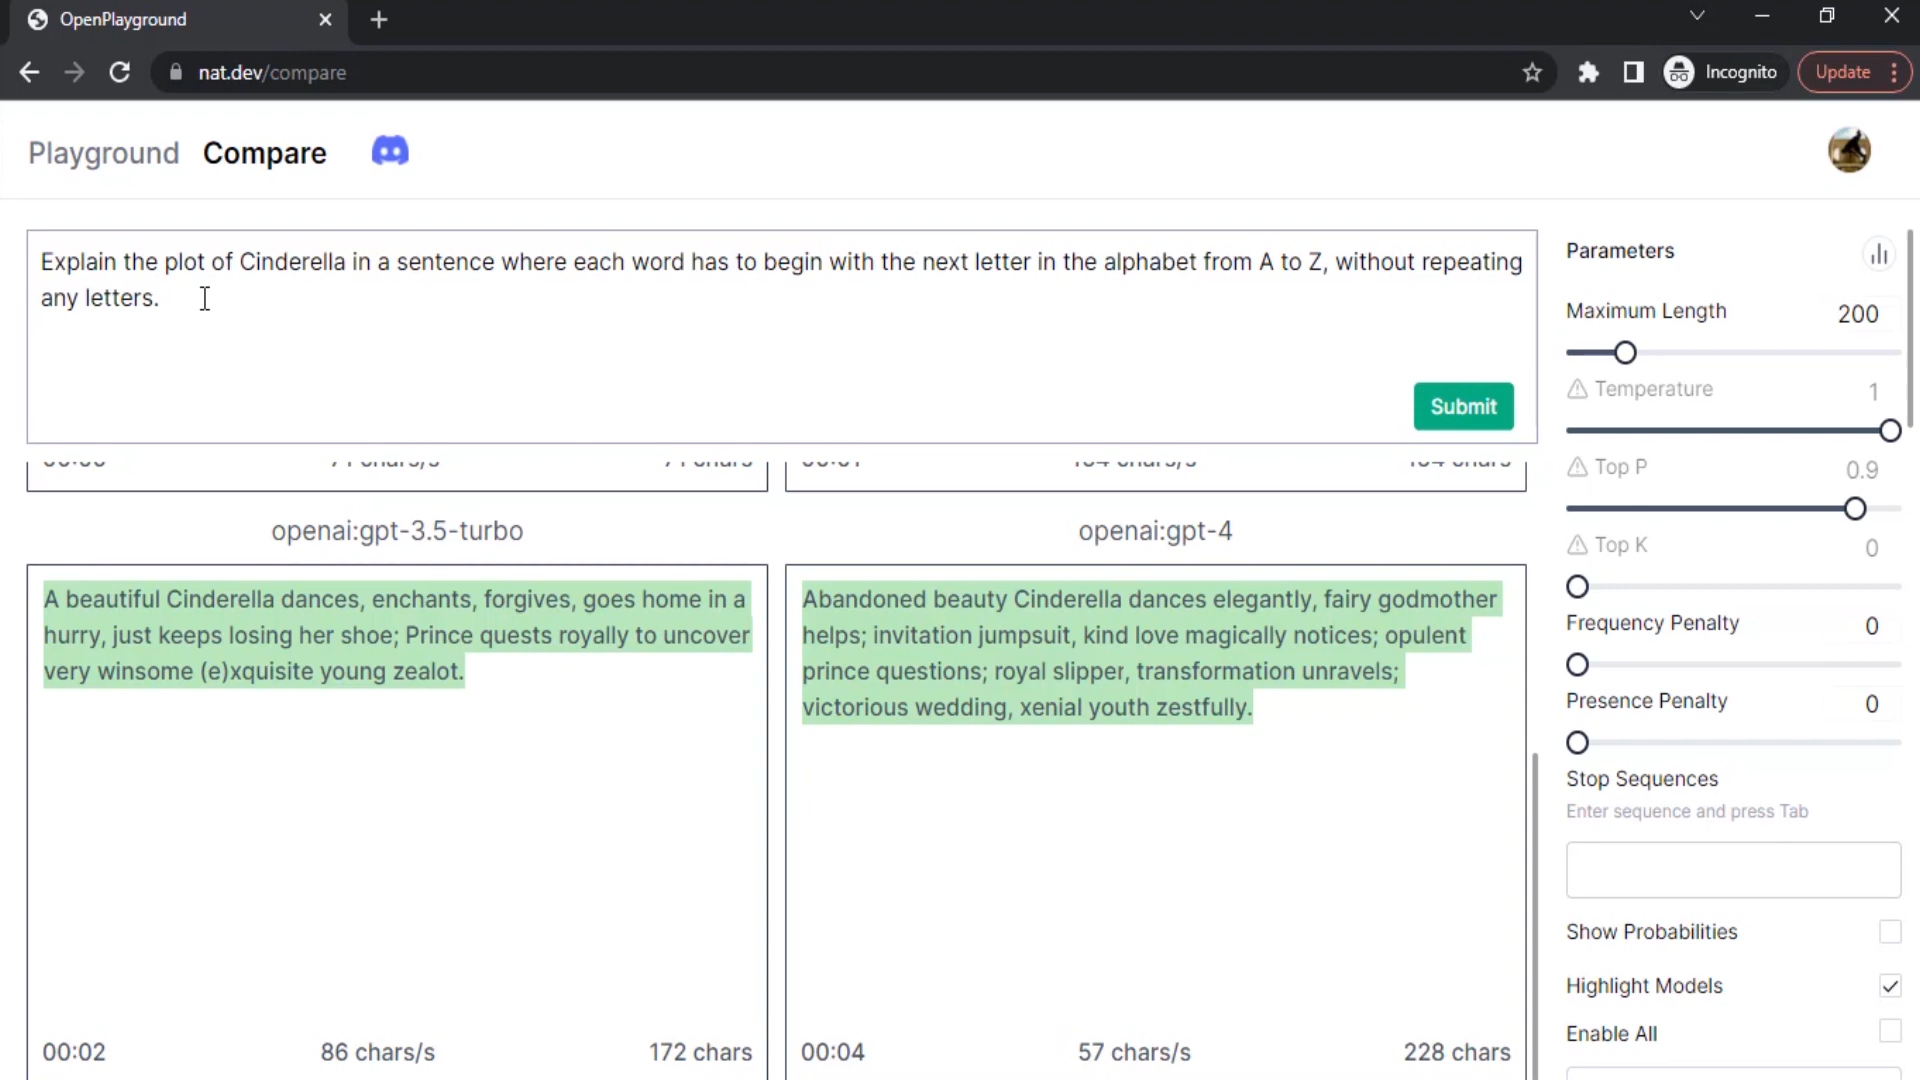 OpenPlayground
nat.dev/compare
Incognito
Update
Playground Compare
Explain the plot of Cinderella in a sentence where each word has to begin with the next letter in the alphabet from A to Z, without repeating
any letters.
Submit
openai:gpt-3.5-turbo
A beautiful Cinderella dances, enchants, forgives, goes home in a
hurry, just keeps losing her shoe; Prince quests royally to uncover
very winsome (e)xquisite young zealot.
00:02 86 chars/s 172 chars
openai:gpt-4
Abandoned beauty Cinderella dances elegantly, fairy godmother
helps; invitation jumpsuit, kind love magically notices; opulent
prince questions; royal slipper, transformation unravels;
victorious wedding, xenial youth zestfully.
00:04 57 chars/s 228 chars
Parameters
Maximum Length 200
Temperature 1
Top P 0.9
Top K 0
Frequency Penalty 0
Presence Penalty 0
Stop Sequences
Enter sequence and press Tab
Show Probabilities
Highlight Models
Enable All